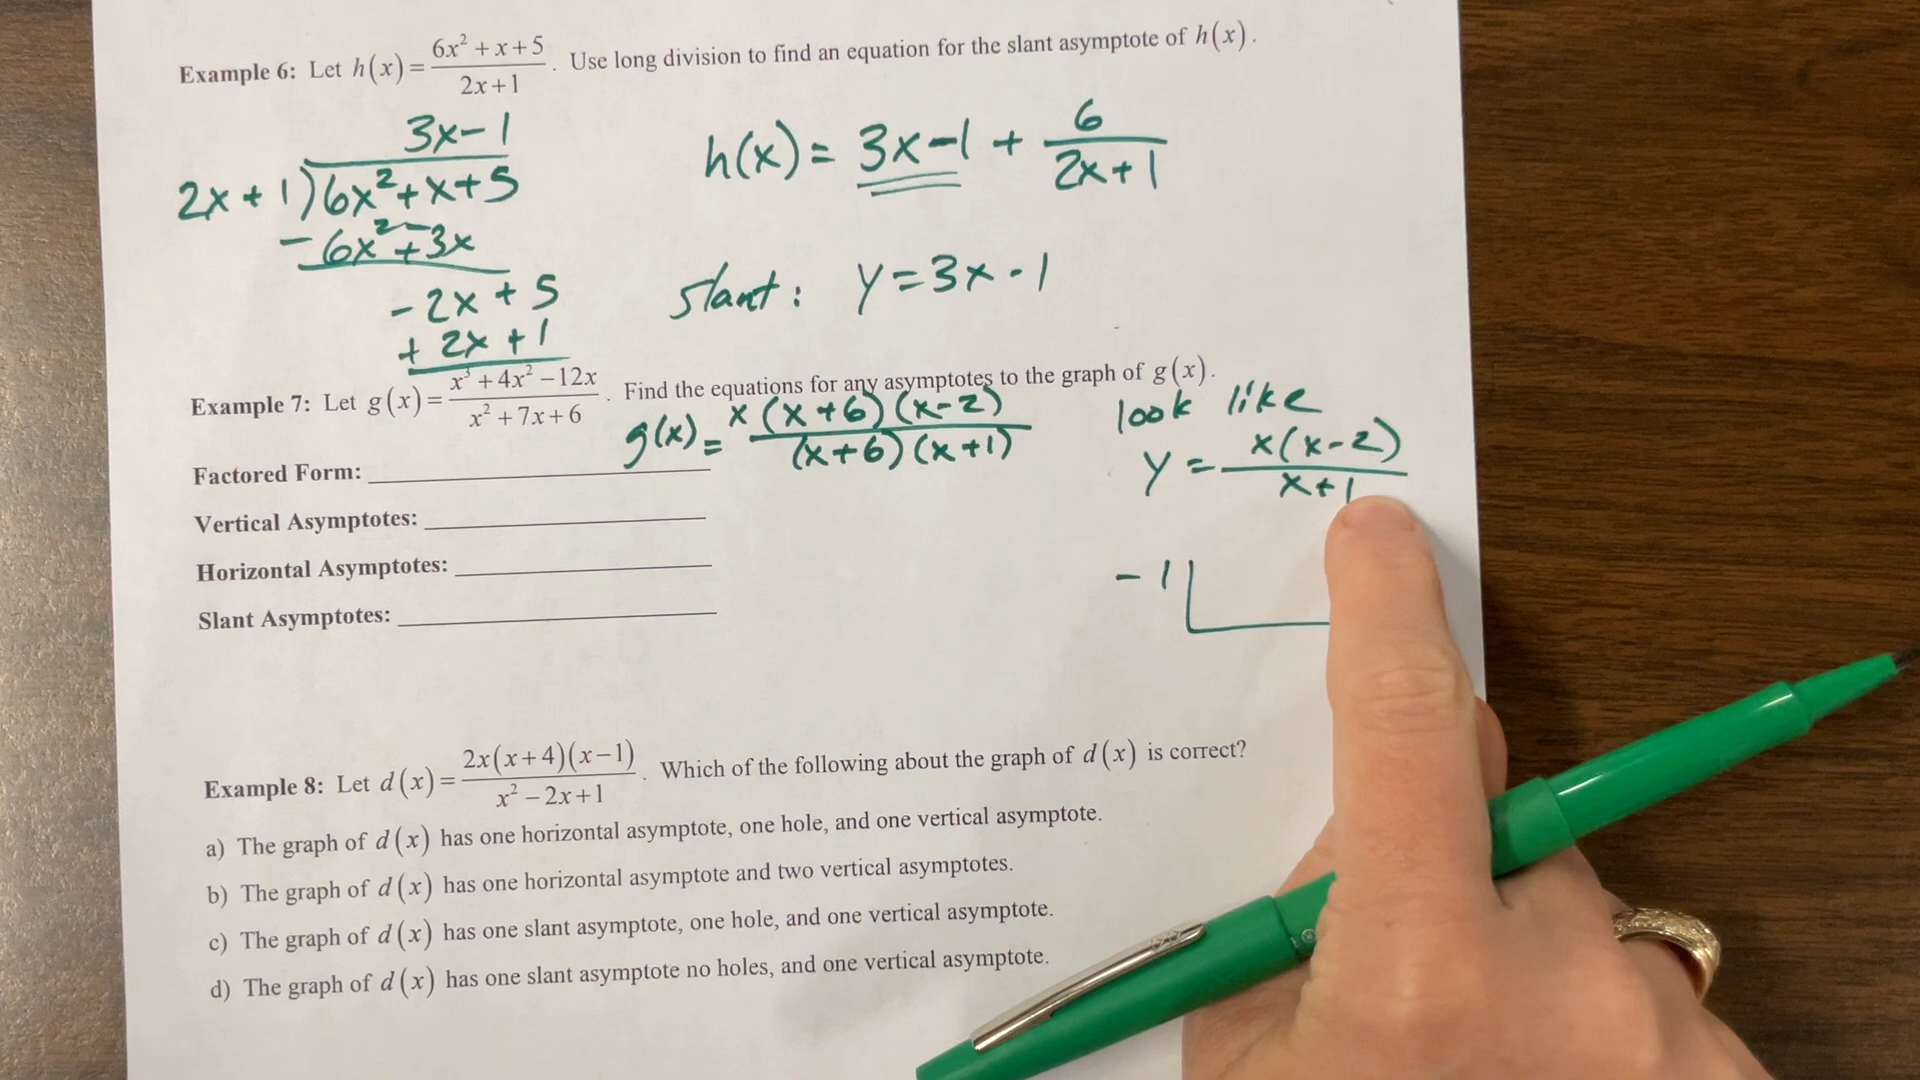 Example 6: Let h(x) = (6x² + x + 5)/(2x + 1). Use long division to find an equation for the slant asymptote of h(x).
3x - 1
2x + 1)6x² + x + 5
- 6x² + 3x
- 2x + 5
+ 2x + 1
h(x) = 3x - 1 + 6/(2x + 1)
slant: y = 3x - 1
Example 7: Let g(x) = (x³ + 4x² − 12x)/(x² + 7x + 6). Find the equations for any asymptotes to the graph of g(x).
g(x) = x(x+6)(x-2)/(x+6)(x+1)
look like
y = x(x-2)/x+1
- 1
Factored Form:
Vertical Asymptotes:
Horizontal Asymptotes:
Slant Asymptotes:
Example 8: Let d(x) = 2x(x+4)(x−1)/(x² − 2x + 1). Which of the following about the graph of d(x) is correct?
a) The graph of d(x) has one horizontal asymptote, one hole, and one vertical asymptote.
b) The graph of d(x) has one horizontal asymptote and two vertical asymptotes.
c) The graph of d(x) has one slant asymptote, one hole, and one vertical asymptote.
d) The graph of d(x) has one slant asymptote no holes, and one vertical asymptote.